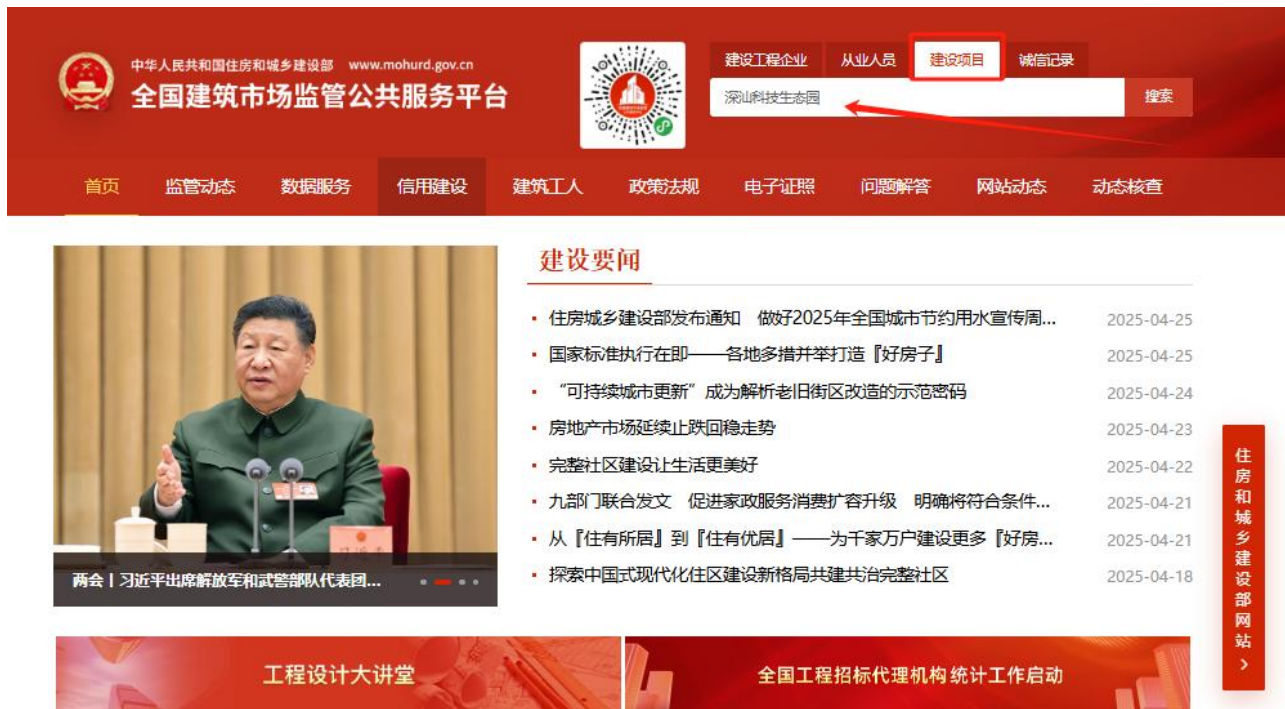 中华人民共和国住房和城乡建设部 www.mohurd.gov.cn
全国建筑市场监管公共服务平台
建设工程企业 从业人员 建设项目 诚信记录
深汕科技生态园
搜索
首页 监管动态 数据服务 信用建设 建筑工人 政策法规 电子证照 问题解答 网站动态 动态核查
建设要闻
住房城乡建设部发布通知 做好2025年全国城市节约用水宣传周... 2025-04-25
国家标准执行在即——各地多措并举打造『好房子』 2025-04-25
“可持续城市更新”成为解析老旧街区改造的示范密码 2025-04-24
房地产市场延续止跌回稳走势 2025-04-23
完整社区建设让生活更美好 2025-04-22
九部门联合发文 促进家政服务消费扩容升级 明确将符合条件... 2025-04-21
从『住有所居』到『住有优居』——为千家万户建设更多『好房... 2025-04-21
探索中国式现代化住区建设新格局共建共治完整社区 2025-04-18
两会丨习近平出席解放军和武警部队代表团...
住房和城乡建设部网站 >
工程设计大讲堂
全国工程招标代理机构统计工作启动